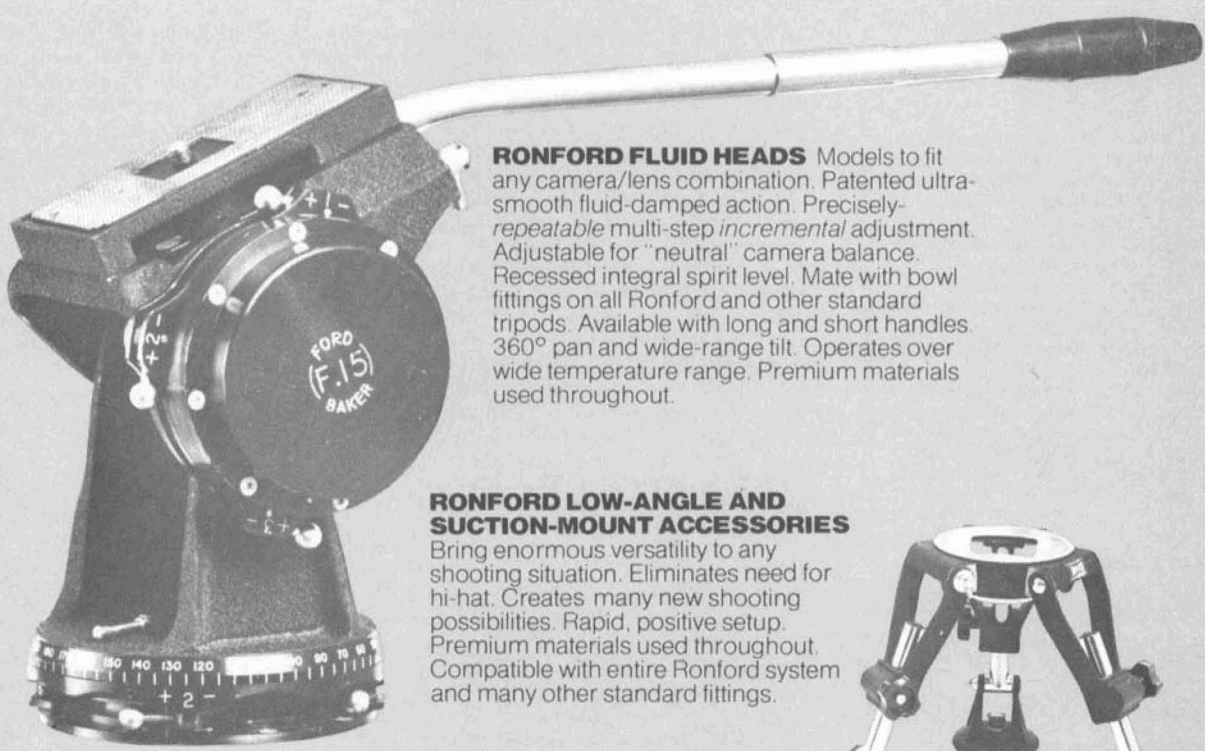 RONFORD FLUID HEADS Models to fit
any camera/lens combination. Patented ultra-
smooth fluid-damped action. Precisely-
repeatable multi-step incremental adjustment.
Adjustable for "neutral" camera balance.
Recessed integral spirit level. Mate with bowl
fittings on all Ronford and other standard
tripods. Available with long and short handles.
360° pan and wide-range tilt. Operates over
wide temperature range. Premium materials
used throughout.
+ -
- 2 +
FORD
(F.15)
BAKER
- 3 +
RONFORD LOW-ANGLE AND
SUCTION-MOUNT ACCESSORIES
Bring enormous versatility to any
shooting situation. Eliminates need for
hi-hat. Creates many new shooting
possibilities. Rapid, positive setup.
Premium materials used throughout.
Compatible with entire Ronford system
and many other standard fittings.
150 140 130 120 80 70
+ 2 -